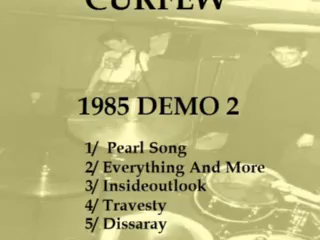 CURFEW
1985 DEMO 2
1/ Pearl Song
2/ Everything And More
3/ Insideoutlook
4/ Travesty
5/ Dissaray